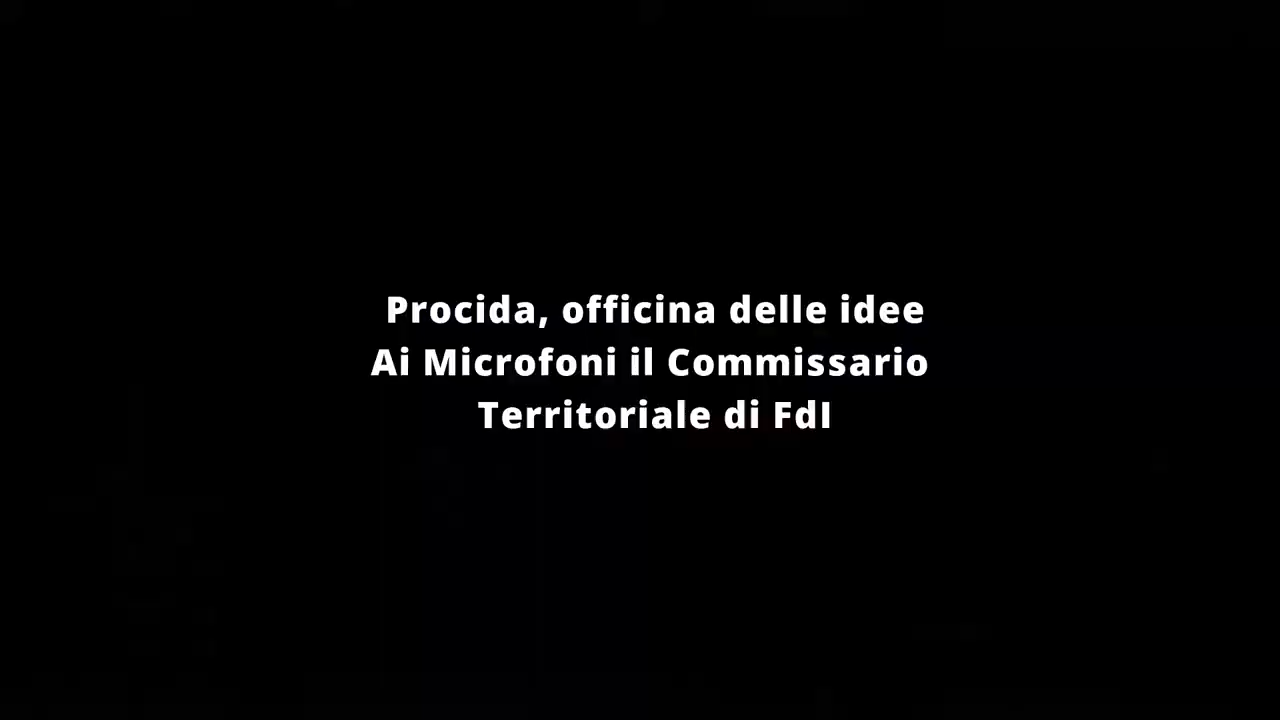 Procida, officina delle idee
Ai Microfoni il Commissario
Territoriale di FdI